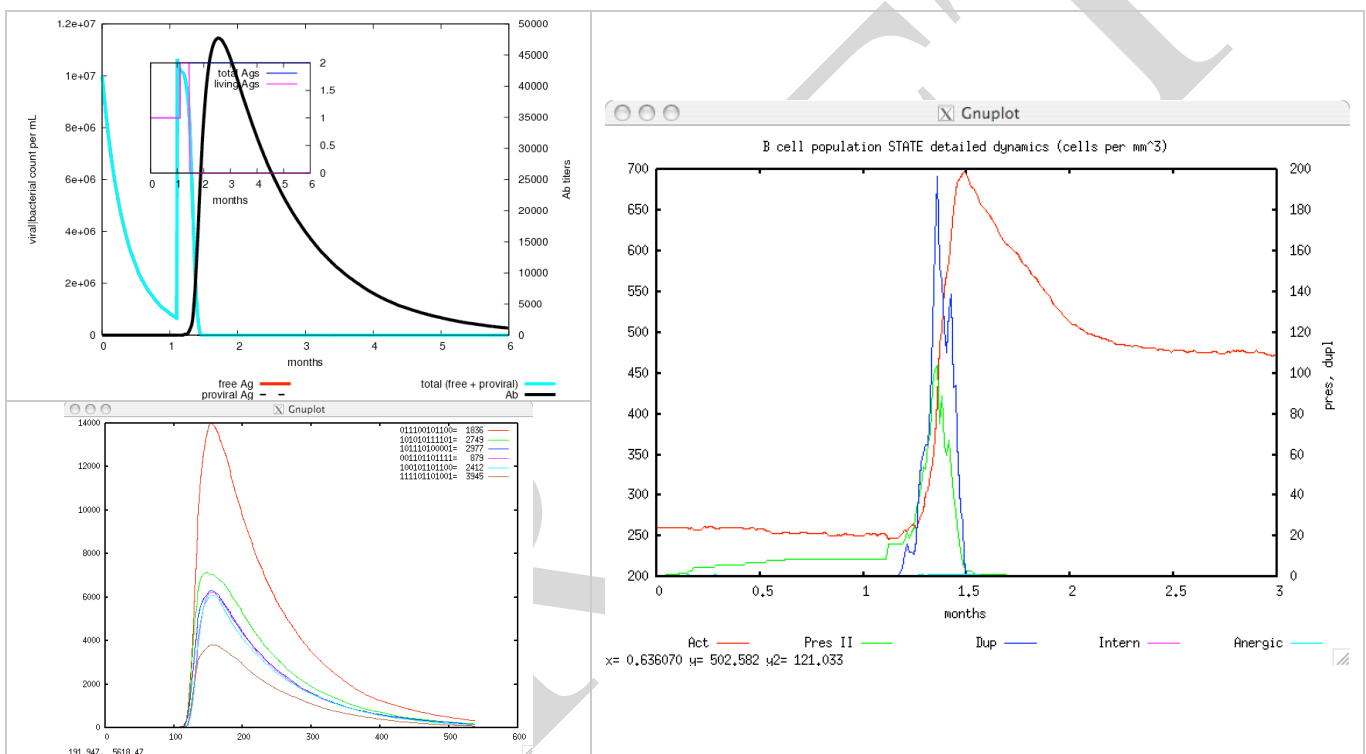 1.2e+07
1e+07
8e+06
6e+06
4e+06
2e+06
0
viral|bacterial count per mL
50000
45000
40000
35000
30000
25000
20000
15000
10000
5000
0
Ab titers
total Ags
living Ags
2
1.5
1
0.5
0
0 1 2 3 4 5 6
months
0 1 2 3 4 5 6
months
free Ag
proviral Ag
total (free + proviral)
Ab
Gnuplot
14000
12000
10000
8000
6000
4000
2000
0
011100101100= 1836
101010111101= 2749
101110100001= 2977
001101101111= 879
100101101100= 2412
111101101001= 3945
0 100 200 300 400 500 600
191.947, 5618.47
Gnuplot
B cell population STATE detailed dynamics (cells per mm^3)
700
650
600
550
500
450
400
350
300
250
200
200
180
160
140
120
100
80
60
40
20
0
pres, dupl
0 0.5 1 1.5 2 2.5 3
months
Act Pres II Dup Intern Anergic
x= 0.636070 y= 502.582 y2= 121.033